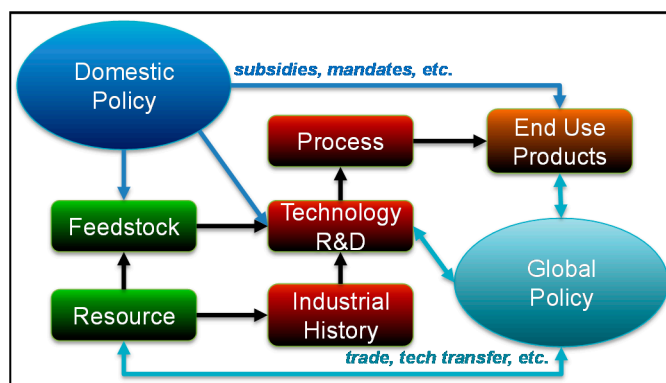 Domestic
Policy
subsidies, mandates, etc.
Process
End Use
Products
Feedstock
Technology
R&D
Global
Policy
Resource
Industrial
History
trade, tech transfer, etc.